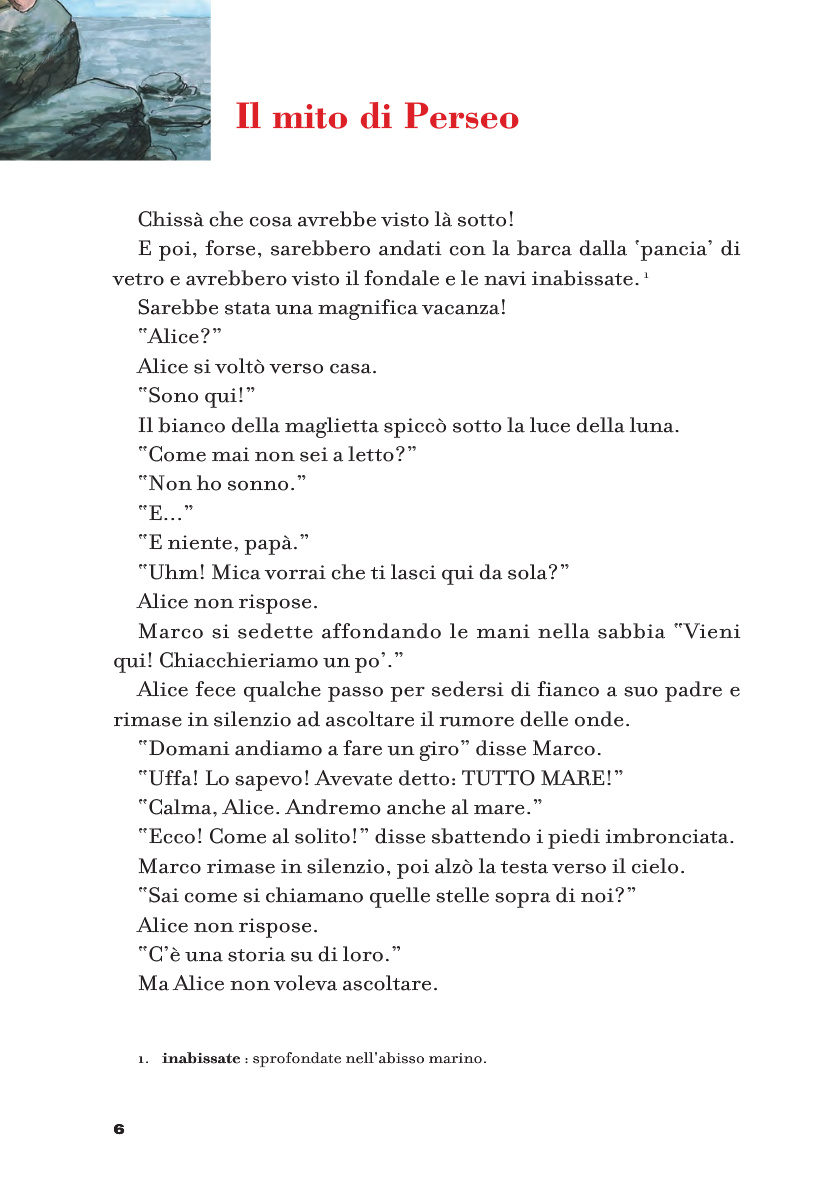 Il mito di Perseo
Chissà che cosa avrebbe visto là sotto!
E poi, forse, sarebbero andati con la barca dalla ‛pancia’ di
vetro e avrebbero visto il fondale e le navi inabissate. ¹
Sarebbe stata una magnifica vacanza!
‟Alice?”
Alice si voltò verso casa.
‟Sono qui!”
Il bianco della maglietta spiccò sotto la luce della luna.
‟Come mai non sei a letto?”
‟Non ho sonno.”
‟E...”
‟E niente, papà.”
‟Uhm! Mica vorrai che ti lasci qui da sola?”
Alice non rispose.
Marco si sedette affondando le mani nella sabbia ‟Vieni
qui! Chiacchieriamo un po’.”
Alice fece qualche passo per sedersi di fianco a suo padre e
rimase in silenzio ad ascoltare il rumore delle onde.
‟Domani andiamo a fare un giro” disse Marco.
‟Uffa! Lo sapevo! Avevate detto: TUTTO MARE!”
‟Calma, Alice. Andremo anche al mare.”
‟Ecco! Come al solito!” disse sbattendo i piedi imbronciata.
Marco rimase in silenzio, poi alzò la testa verso il cielo.
‟Sai come si chiamano quelle stelle sopra di noi?”
Alice non rispose.
‟C’è una storia su di loro.”
Ma Alice non voleva ascoltare.
1. inabissate : sprofondate nell'abisso marino.
6